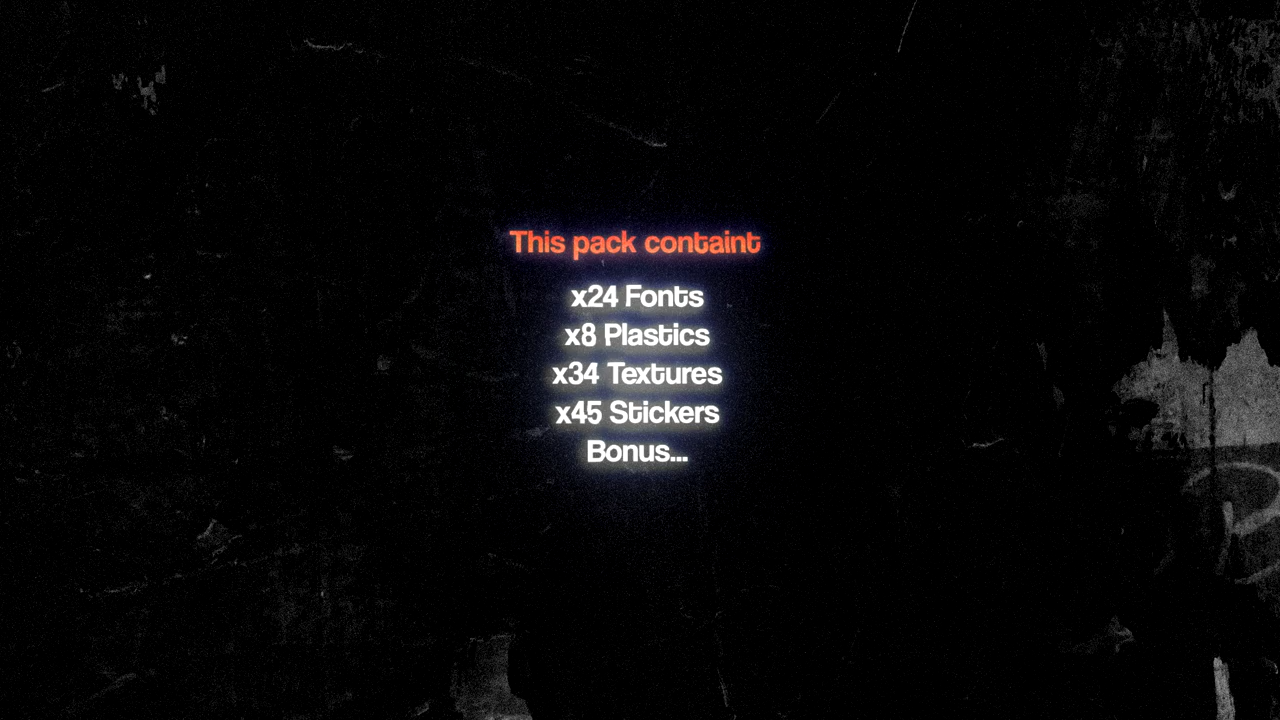 This pack containt
x24 Fonts
x8 Plastics
x34 Textures
x45 Stickers
Bonus...